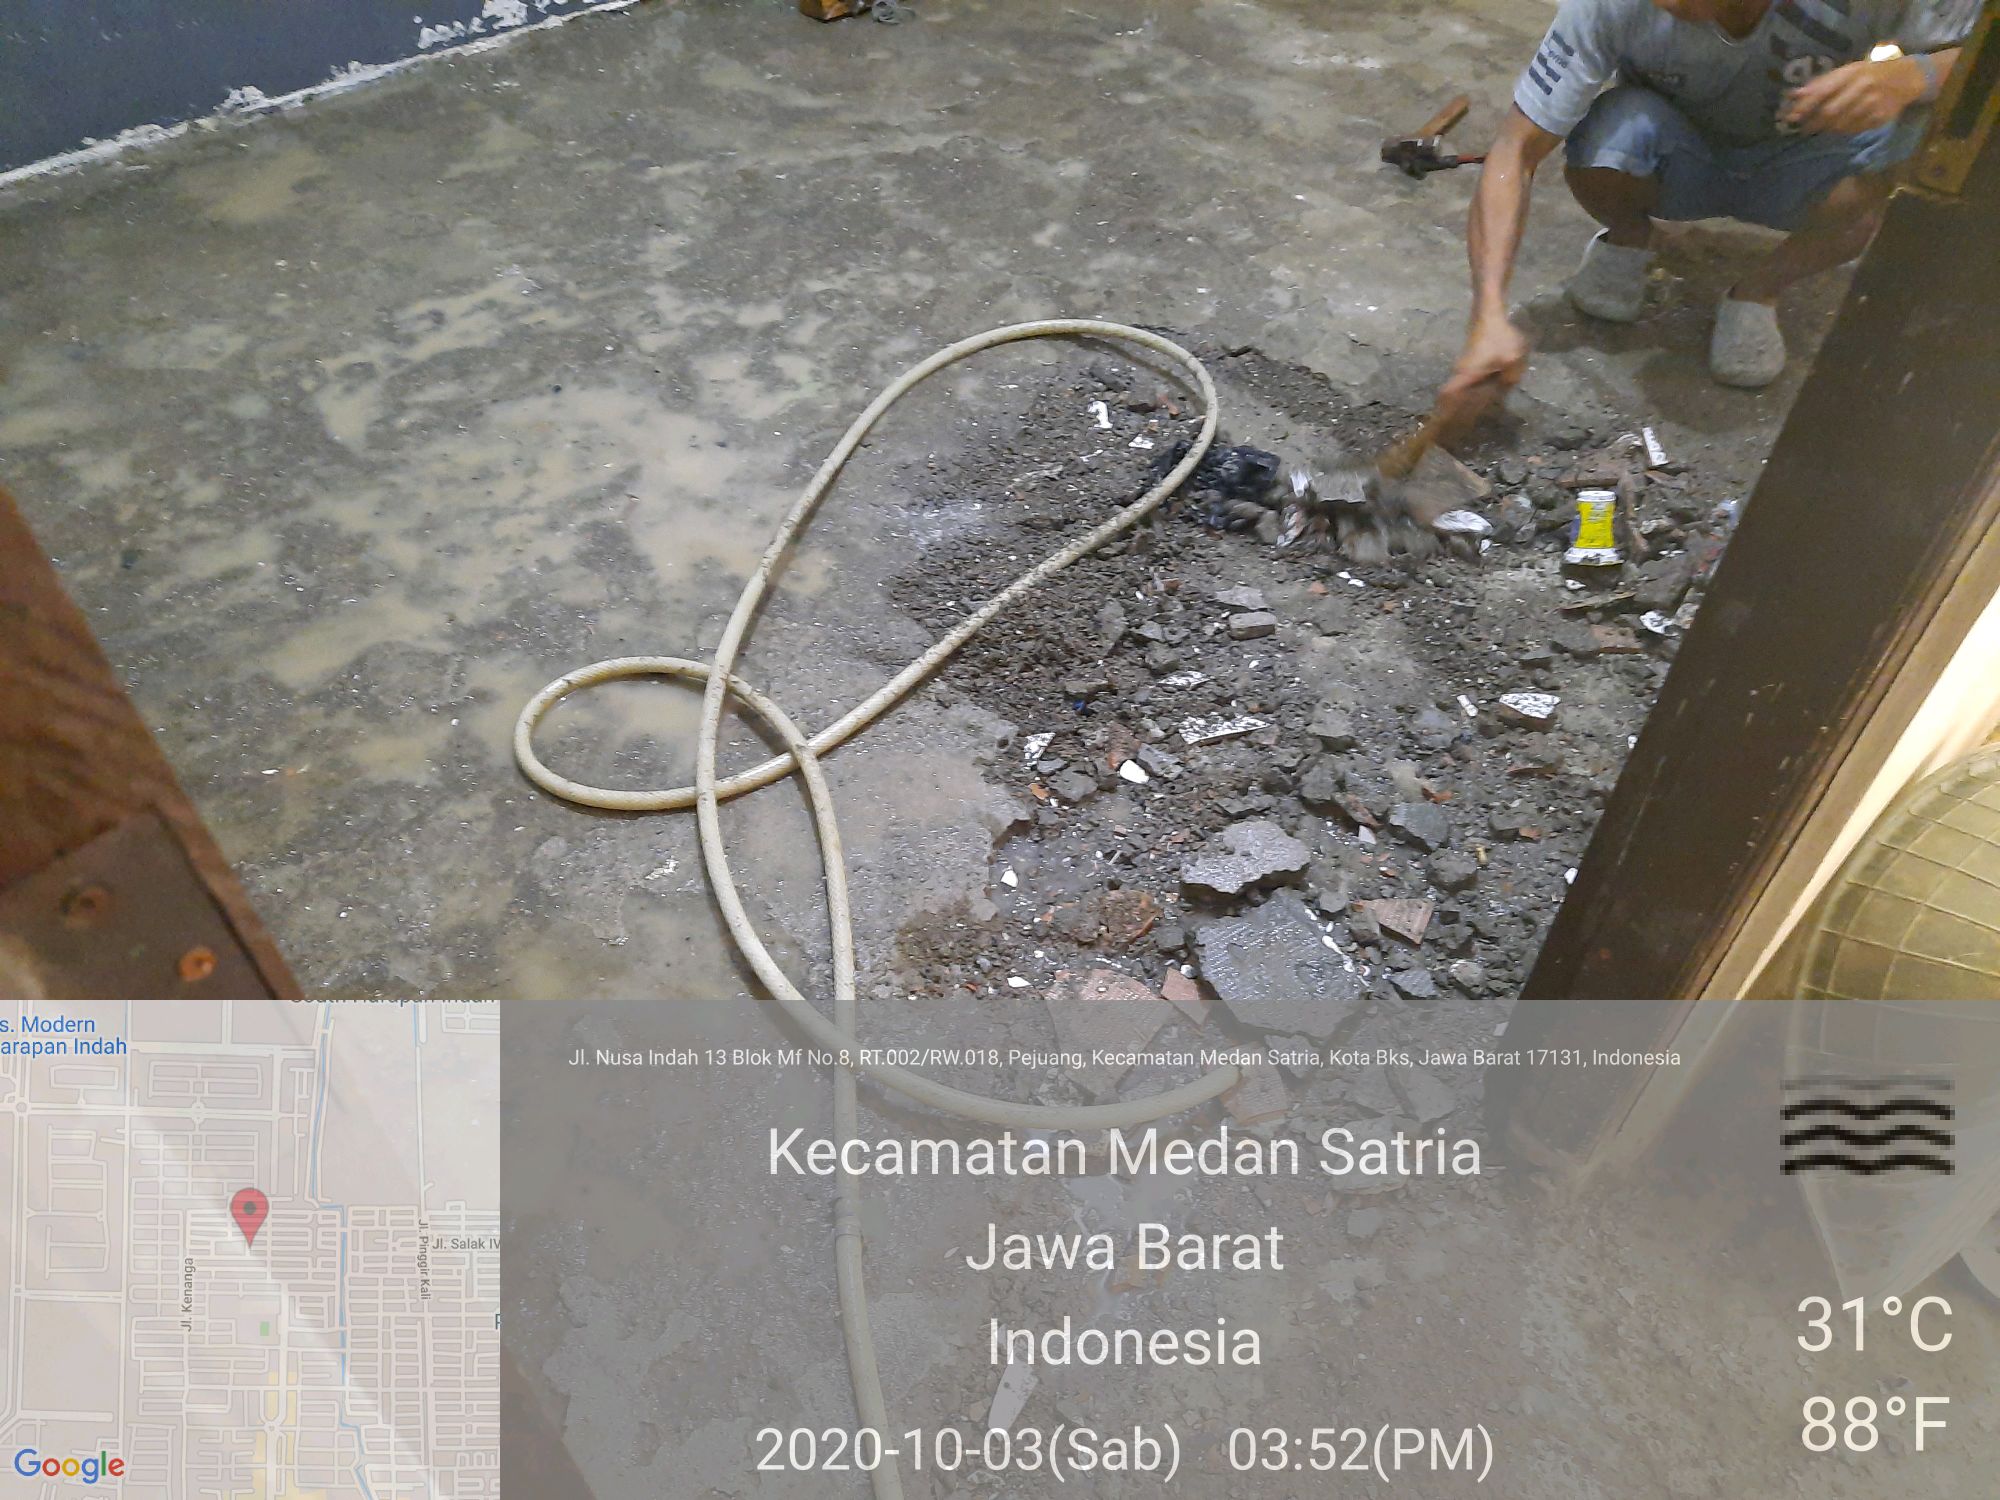 s. Modern
arapan Indah
Jl. Kenanga
Jl. Pinggir Kali
Jl. Salak IV
Google
Jl. Nusa Indah 13 Blok Mf No.8, RT.002/RW.018, Pejuang, Kecamatan Medan Satria, Kota Bks, Jawa Barat 17131, Indonesia
Kecamatan Medan Satria
Jawa Barat
Indonesia
2020-10-03(Sab) 03:52(PM)
31°C
88°F